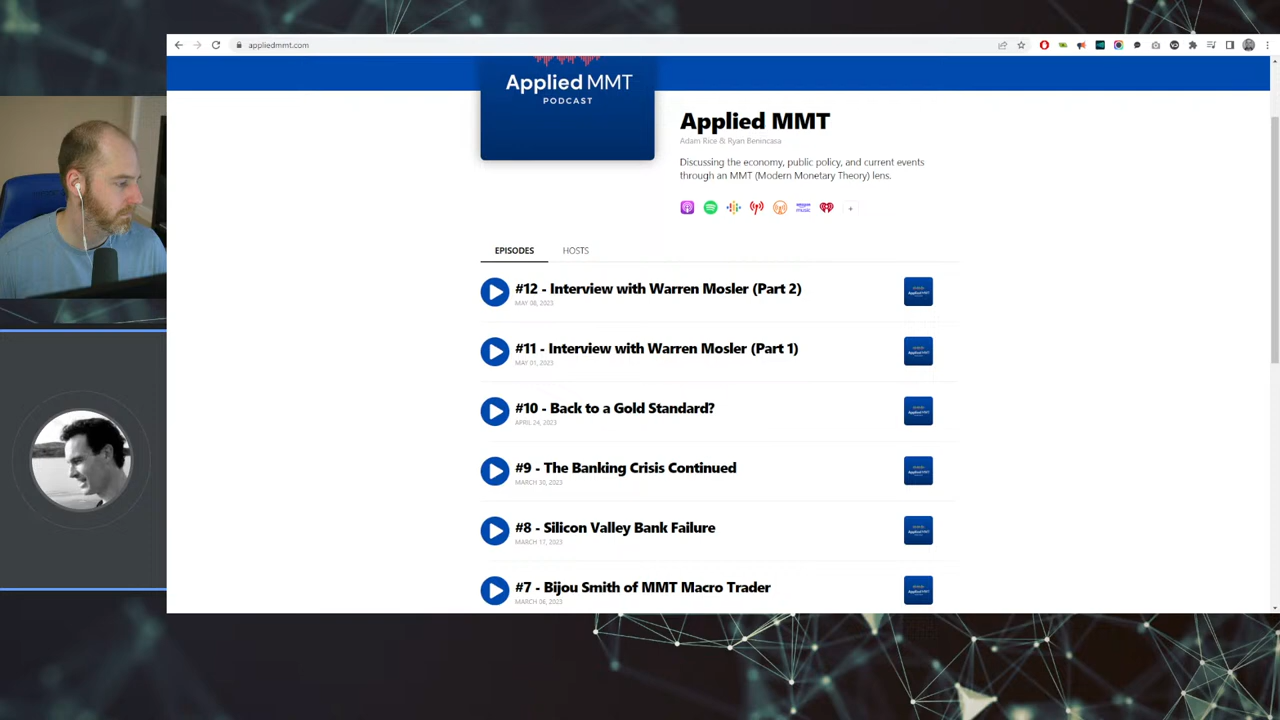 appliedmmt.com
Applied MMT
PODCAST
Applied MMT
Adam Rice & Ryan Benincasa
Discussing the economy, public policy, and current events
through an MMT (Modern Monetary Theory) lens.
music
+
EPISODES HOSTS
#12 - Interview with Warren Mosler (Part 2)
MAY 08, 2023
#11 - Interview with Warren Mosler (Part 1)
MAY 01, 2023
#10 - Back to a Gold Standard?
APRIL 24, 2023
#9 - The Banking Crisis Continued
MARCH 30, 2023
#8 - Silicon Valley Bank Failure
MARCH 17, 2023
#7 - Bijou Smith of MMT Macro Trader
MARCH 06, 2023